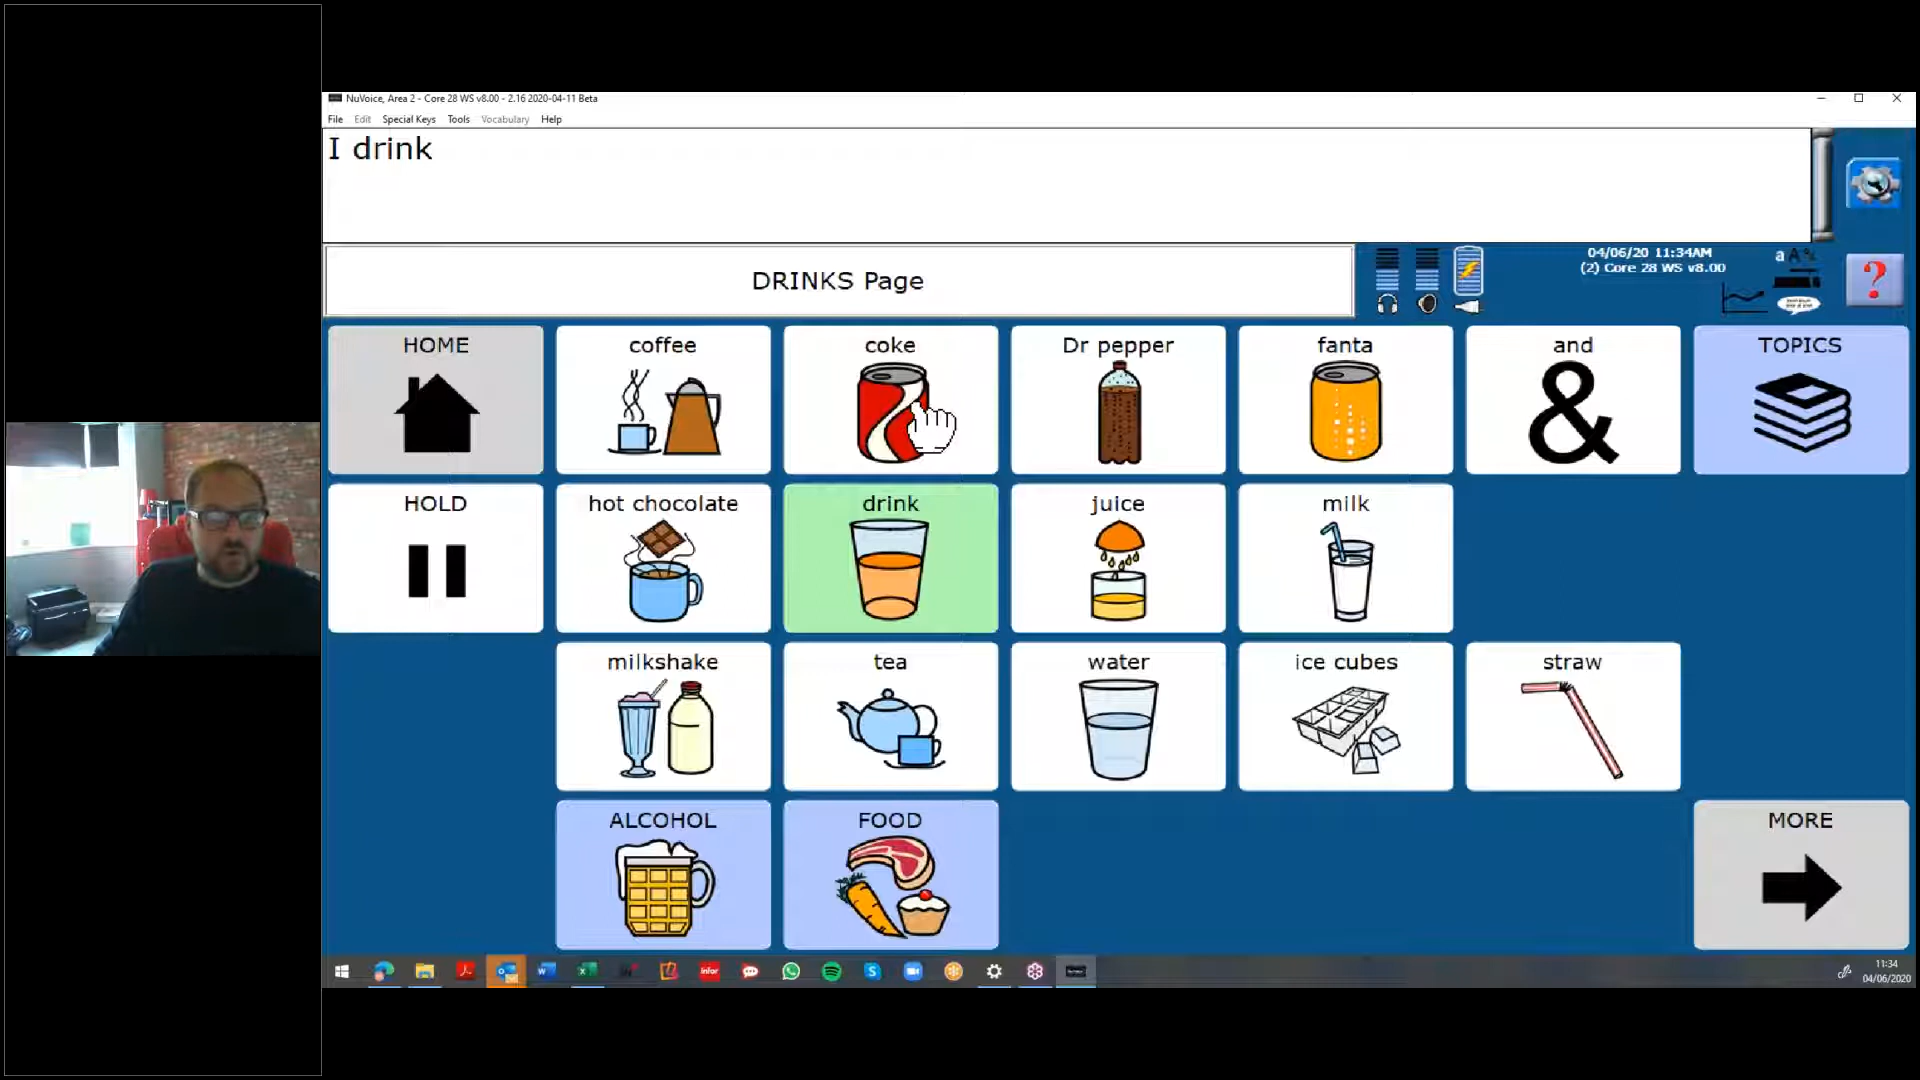 NuVoice, Area 2 - Core 28 WS v8.00 - 2.16 2020-04-11 Beta
File Edit Special Keys Tools Vocabulary Help
I drink
DRINKS Page
04/06/20 11:34AM
(2) Core 28 WS v8.00
HOME
coffee
coke
Dr pepper
fanta
and
&
TOPICS
HOLD
hot chocolate
drink
juice
milk
milkshake
tea
water
ice cubes
straw
ALCOHOL
FOOD
MORE
infor
11:34
04/06/2020